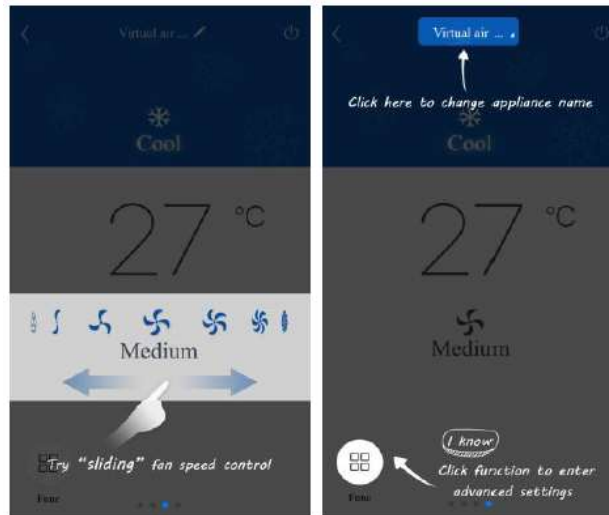 Virtual air ...
Cool
27 °C
Medium
Try "sliding" fan speed control
Func
Virtual air ...
Click here to change appliance name
Cool
27 °C
Medium
I know
Click function to enter
advanced settings
Func